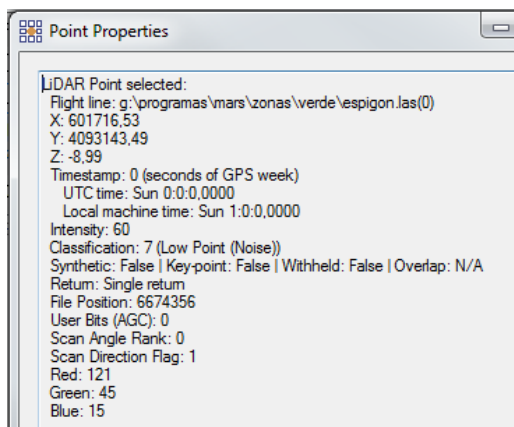 Point Properties
LiDAR Point selected:
Flight line: g:\programas\mars\zonas\verde\espigon.las(0)
X: 601716,53
Y: 4093143,49
Z: -8,99
Timestamp: 0 (seconds of GPS week)
UTC time: Sun 0:0:0,0000
Local machine time: Sun 1:0:0,0000
Intensity: 60
Classification: 7 (Low Point (Noise))
Synthetic: False | Key-point: False | Withheld: False | Overlap: N/A
Return: Single return
File Position: 6674356
User Bits (AGC): 0
Scan Angle Rank: 0
Scan Direction Flag: 1
Red: 121
Green: 45
Blue: 15